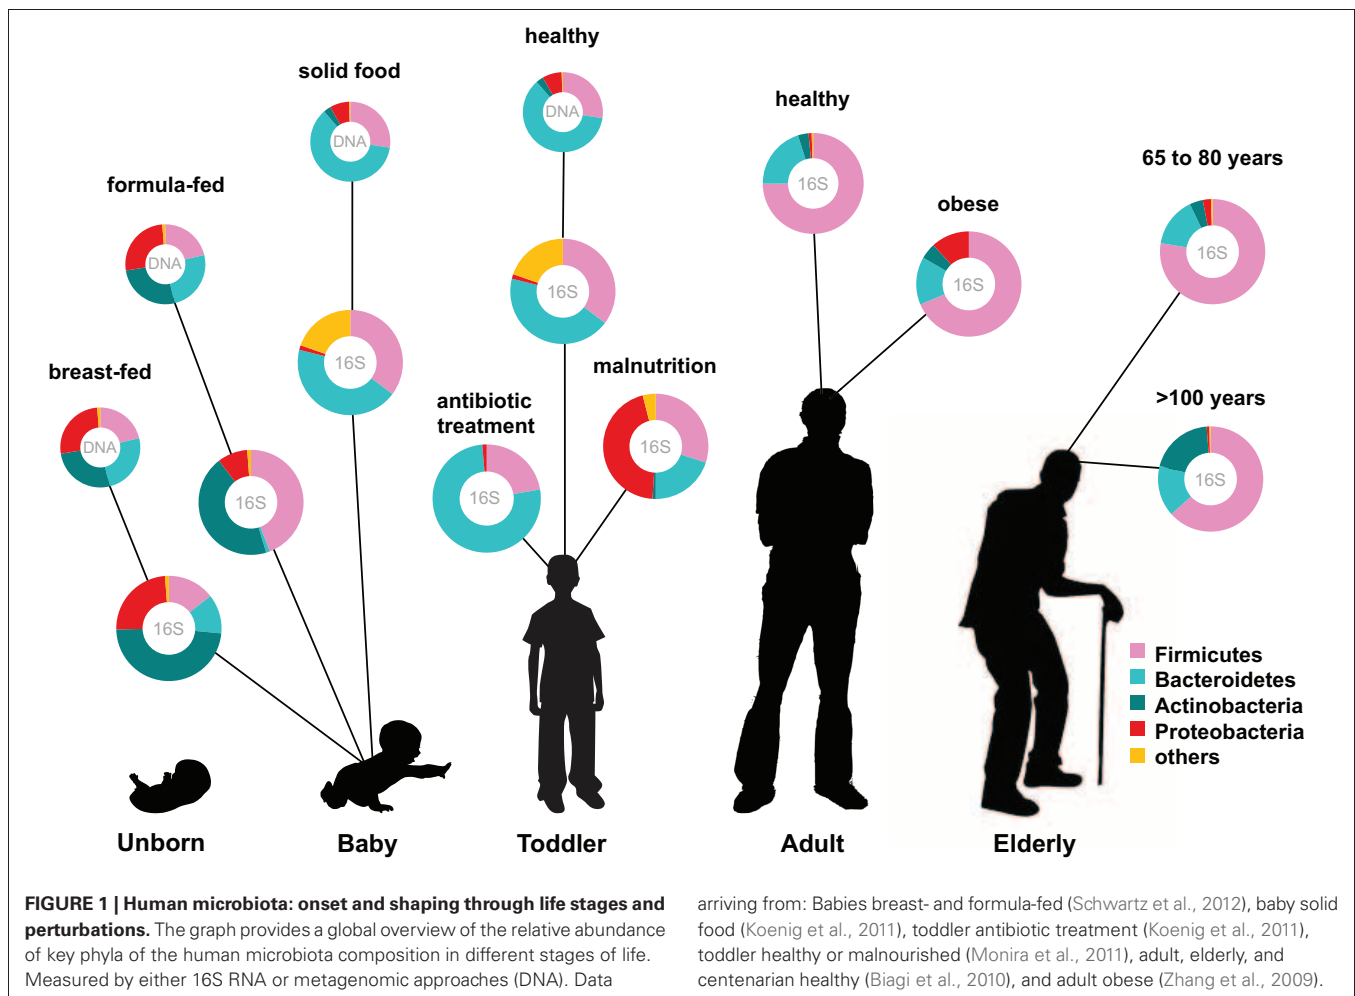 healthy
solid food
DNA
healthy
DNA
formula-fed
16S
65 to 80 years
DNA
obese
16S
16S
16S
breast-fed
16S
malnutrition
antibiotic
treatment
>100 years
DNA
16S
16S
16S
16S
16S
Firmicutes
Bacteroidetes
Actinobacteria
Proteobacteria
others
Unborn
Baby
Toddler
Adult
Elderly
FIGURE 1 | Human microbiota: onset and shaping through life stages and
perturbations. The graph provides a global overview of the relative abundance
of key phyla of the human microbiota composition in different stages of life.
Measured by either 16S RNA or metagenomic approaches (DNA). Data
arriving from: Babies breast- and formula-fed (Schwartz et al., 2012), baby solid
food (Koenig et al., 2011), toddler antibiotic treatment (Koenig et al., 2011),
toddler healthy or malnourished (Monira et al., 2011), adult, elderly, and
centenarian healthy (Biagi et al., 2010), and adult obese (Zhang et al., 2009).